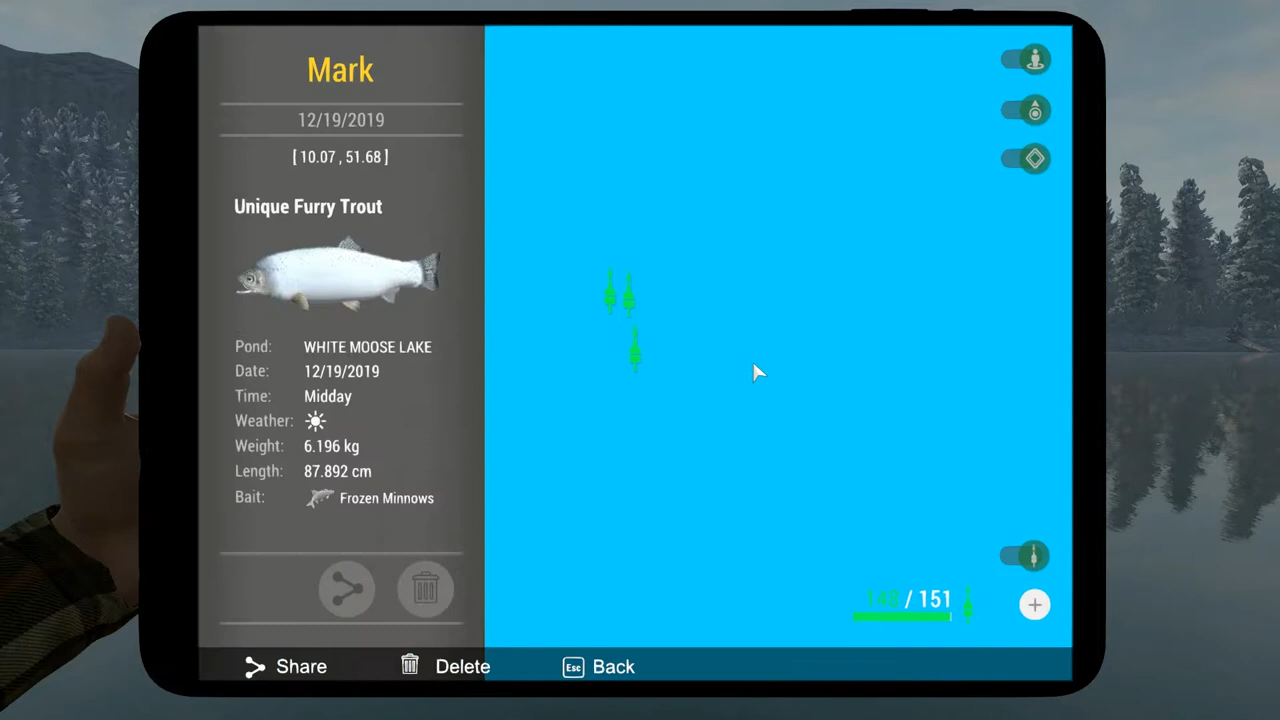 Mark
12/19/2019
[ 10.07 , 51.68 ]
Unique Furry Trout
Pond: WHITE MOOSE LAKE
Date: 12/19/2019
Time: Midday
Weather:
Weight: 6.196 kg
Length: 87.892 cm
Bait: Frozen Minnows
148 / 151
Share
Delete
Esc Back